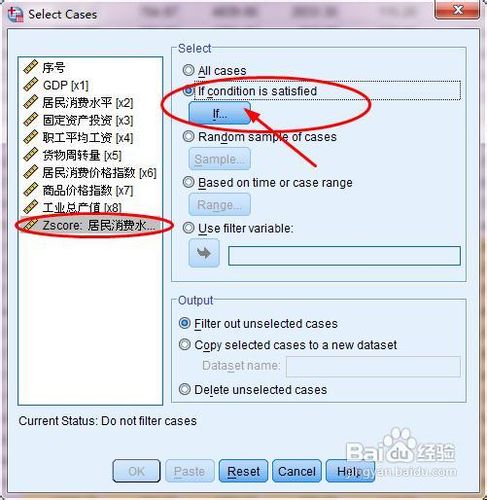 Select Cases
序号
GDP [x1]
居民消费水平 [x2]
固定资产投资 [x3]
职工平均工资 [x4]
货物周转量 [x5]
居民消费价格指数 [x6]
商品价格指数 [x7]
工业总产值 [x8]
Zscore: 居民消费水...
Select
All cases
If condition is satisfied
If...
Random sample of cases
Sample...
Based on time or case range
Range...
Use filter variable:
Output
Filter out unselected cases
Copy selected cases to a new dataset
Dataset name:
Delete unselected cases
Current Status: Do not filter cases
OK
Paste
Reset
Cancel
Help
Bai 经验
jingyan.baidu.com